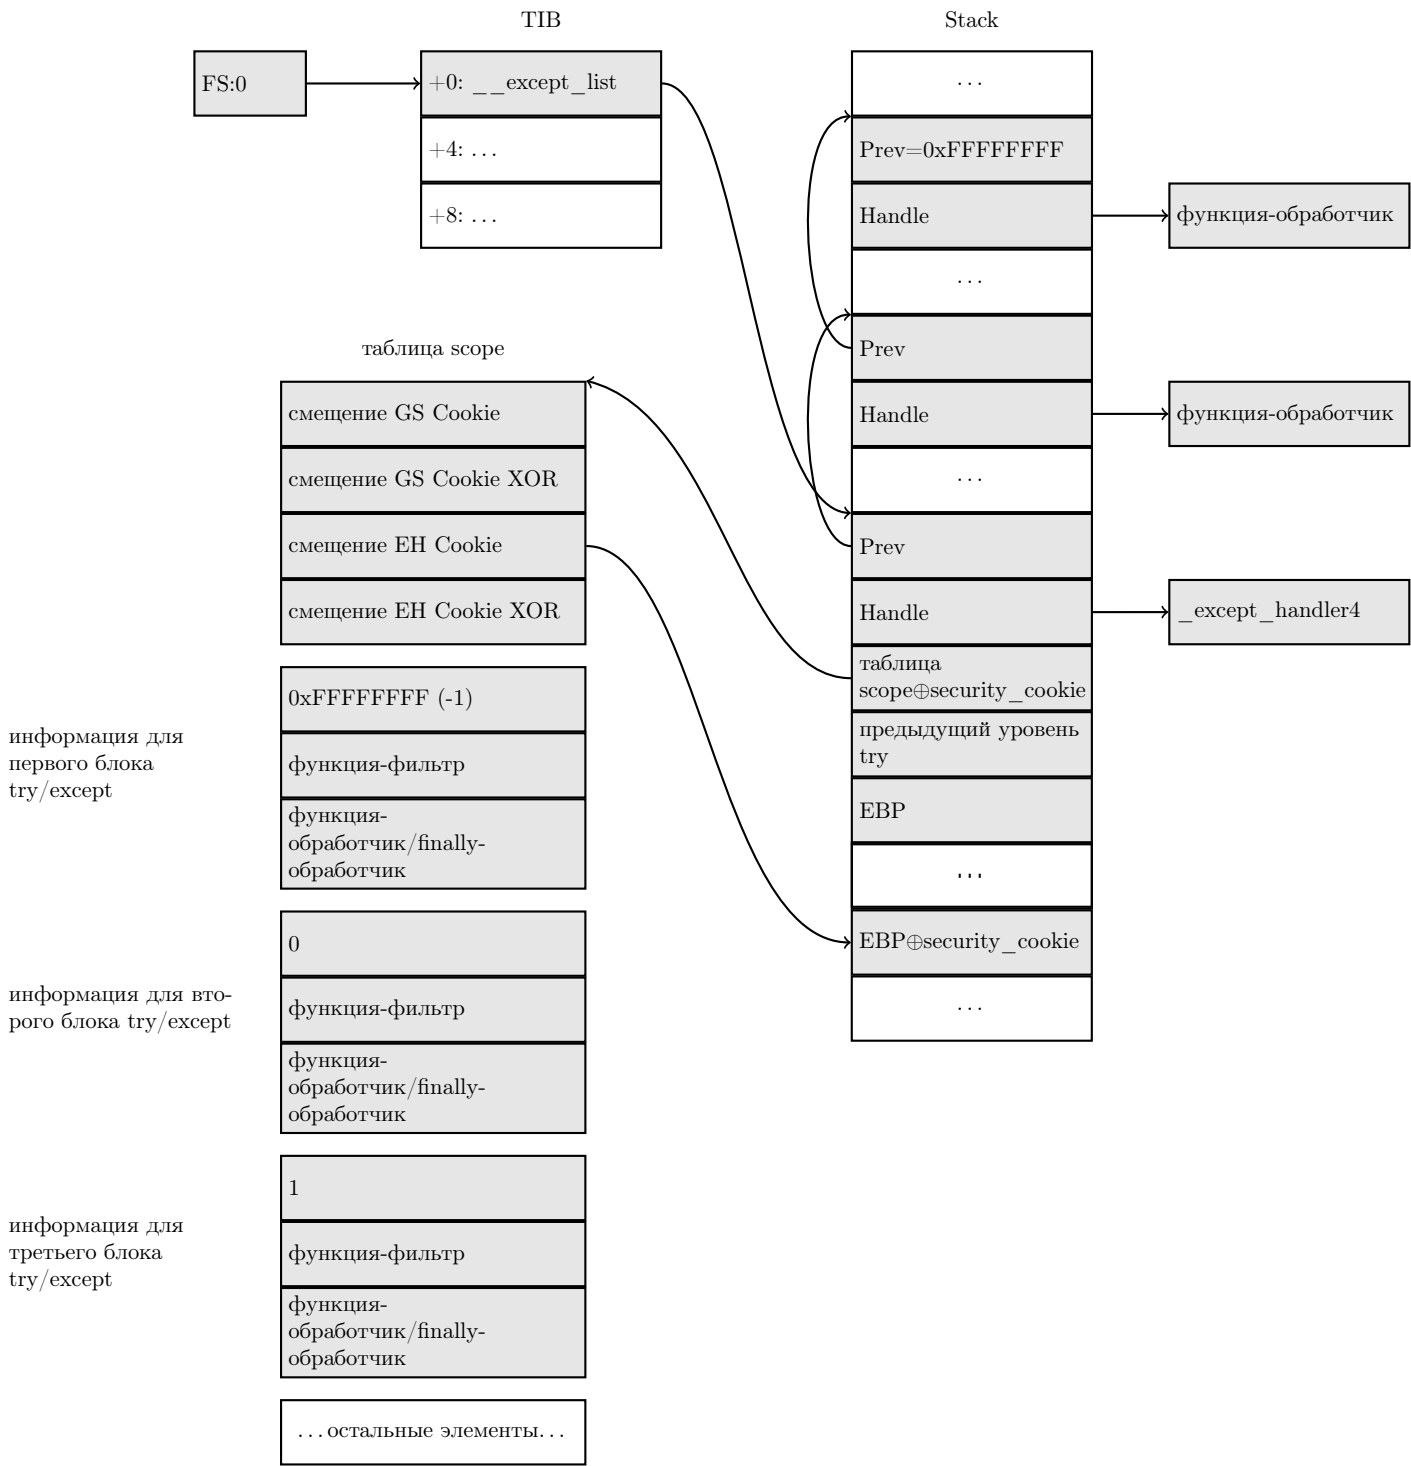 TIB
FS:0
+0: __except_list
+4: ...
+8: ...
Stack
...
Prev=0xFFFFFFFF
Handle
функция-обработчик
...
Prev
Handle
функция-обработчик
...
Prev
Handle
_except_handler4
таблица
scope⊕security_cookie
предыдущий уровень
try
EBP
...
EBP⊕security_cookie
...
таблица scope
смещение GS Cookie
смещение GS Cookie XOR
смещение EH Cookie
смещение EH Cookie XOR
информация для
первого блока
try/except
0xFFFFFFFF (-1)
функция-фильтр
функция-
обработчик/finally-
обработчик
информация для вто-
рого блока try/except
0
функция-фильтр
функция-
обработчик/finally-
обработчик
информация для
третьего блока
try/except
1
функция-фильтр
функция-
обработчик/finally-
обработчик
...остальные элементы...